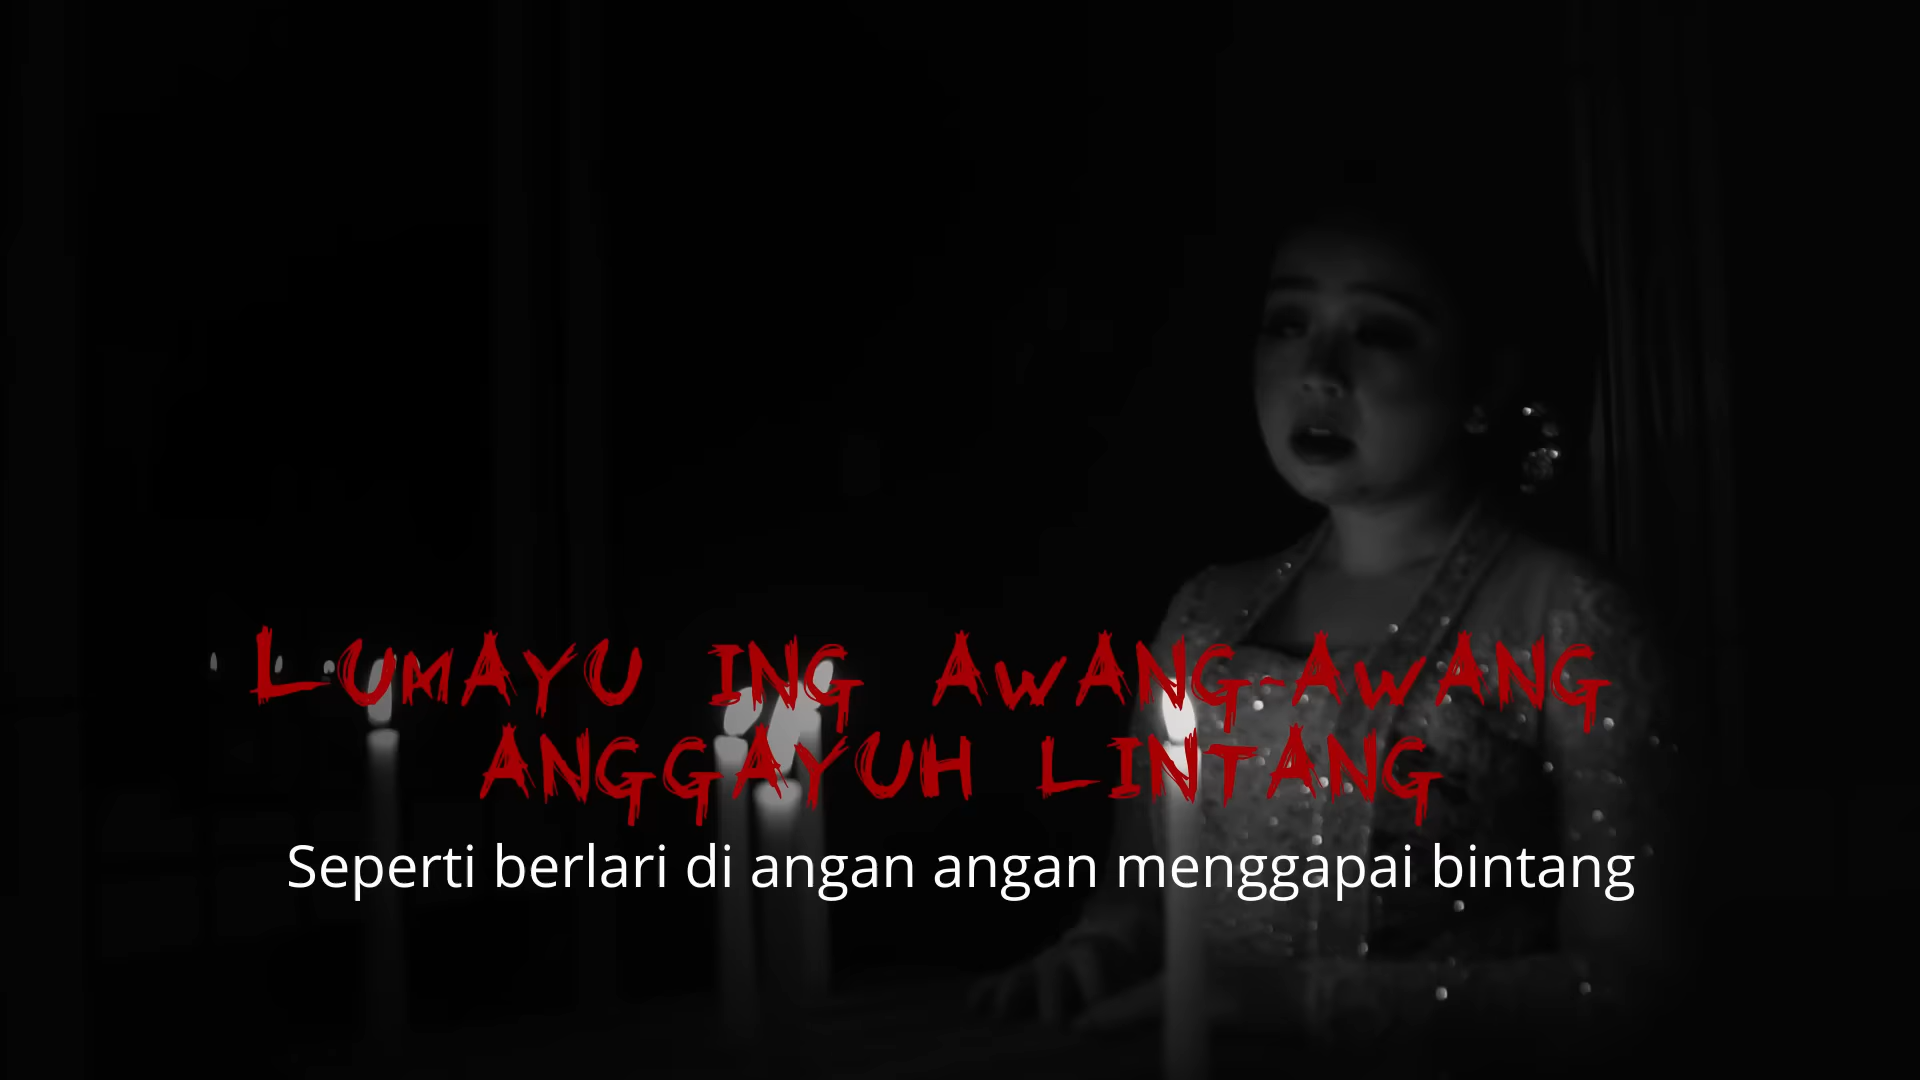 Lumayu ing awang-awang
anggayuh lintang
Seperti berlari di angan angan menggapai bintang